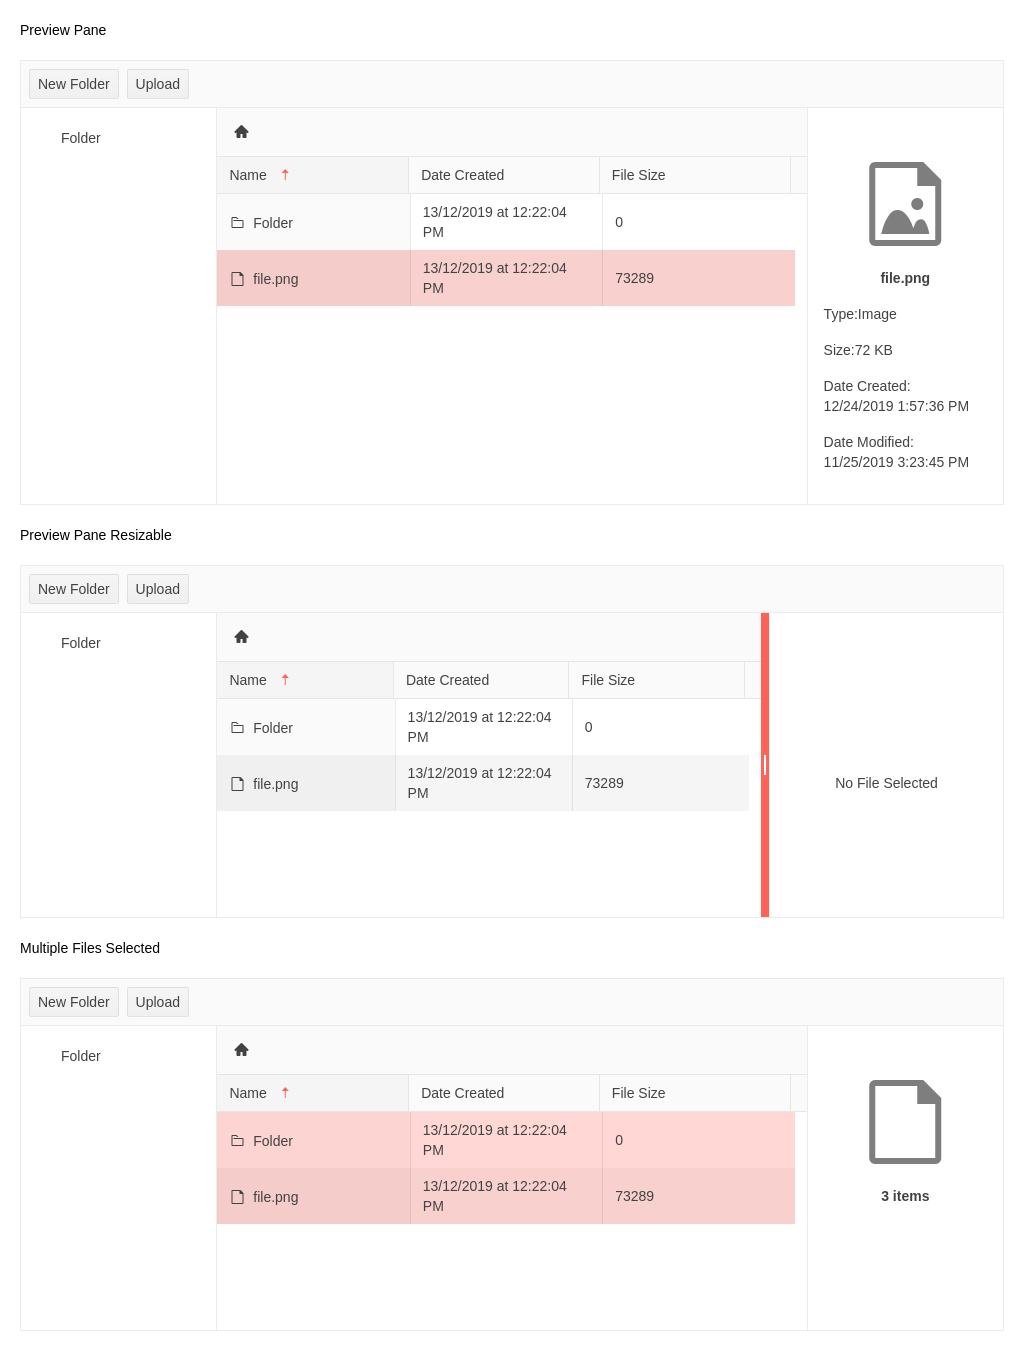 Preview Pane
New Folder Upload
Folder
Name Date Created File Size
Folder 13/12/2019 at 12:22:04 PM 0
file.png 13/12/2019 at 12:22:04 PM 73289
file.png
Type:Image
Size:72 KB
Date Created:
12/24/2019 1:57:36 PM
Date Modified:
11/25/2019 3:23:45 PM
Preview Pane Resizable
New Folder Upload
Folder
Name Date Created File Size
Folder 13/12/2019 at 12:22:04 PM 0
file.png 13/12/2019 at 12:22:04 PM 73289
No File Selected
Multiple Files Selected
New Folder Upload
Folder
Name Date Created File Size
Folder 13/12/2019 at 12:22:04 PM 0
file.png 13/12/2019 at 12:22:04 PM 73289
3 items